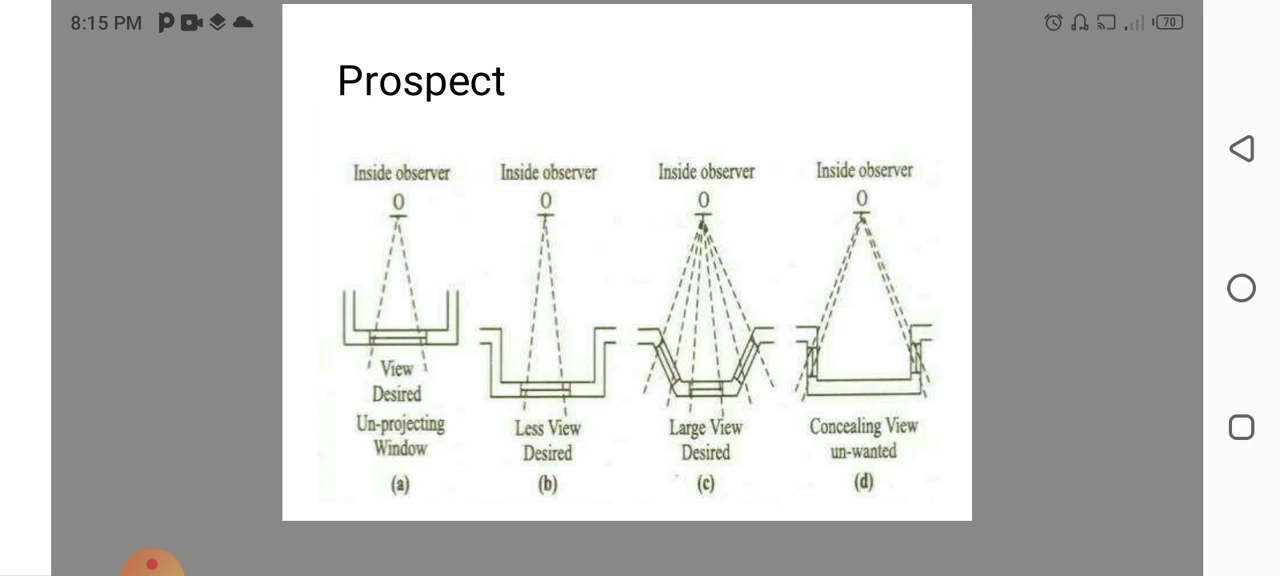 8:15 PM
70
Prospect
Inside observer
O
View
Desired
Un-projecting
Window
(a)
Inside observer
O
Less View
Desired
(b)
Inside observer
O
Large View
Desired
(c)
Inside observer
O
Concealing View
un-wanted
(d)